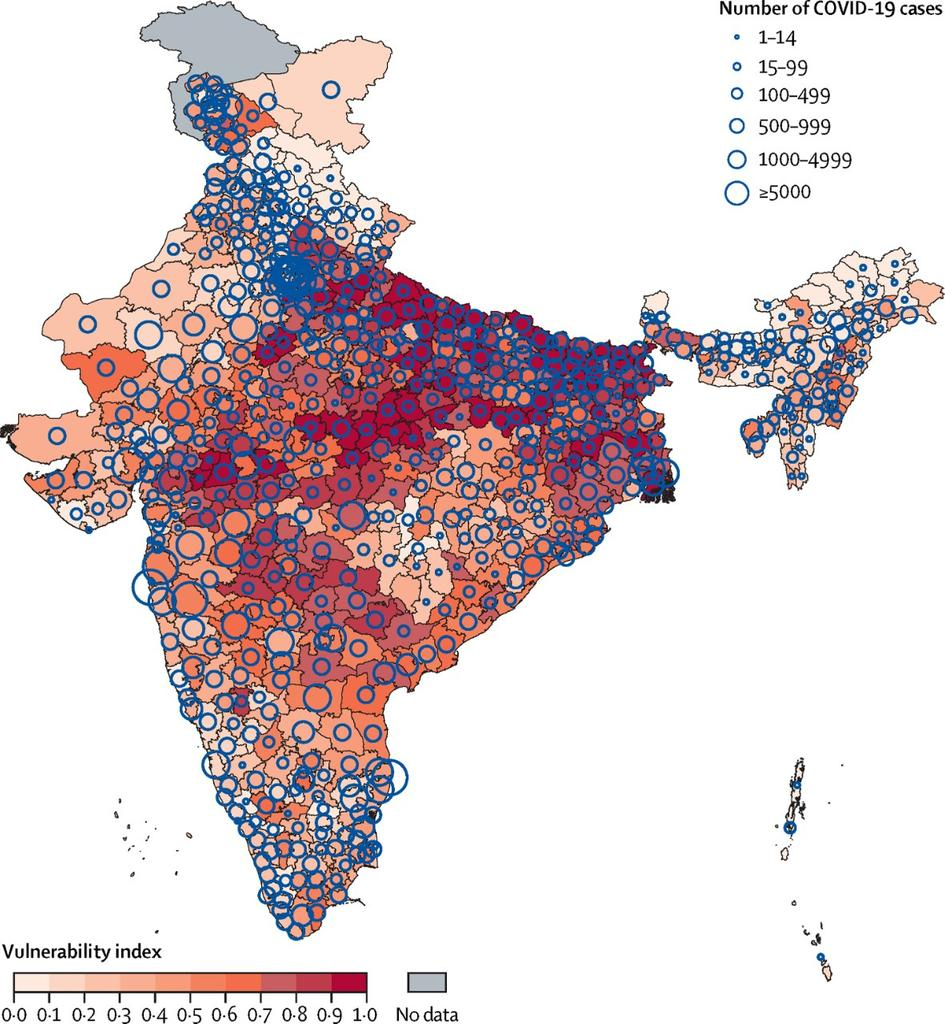 Number of COVID-19 cases
1–14
15–99
100–499
500–999
1000–4999
≥5000
Vulnerability index
0·0 0·1 0·2 0·3 0·4 0·5 0·6 0·7 0·8 0·9 1·0
No data